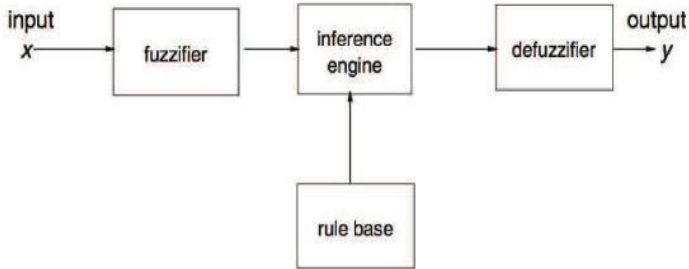 input
x
fuzzifier
inference
engine
defuzzifier
output
y
rule base